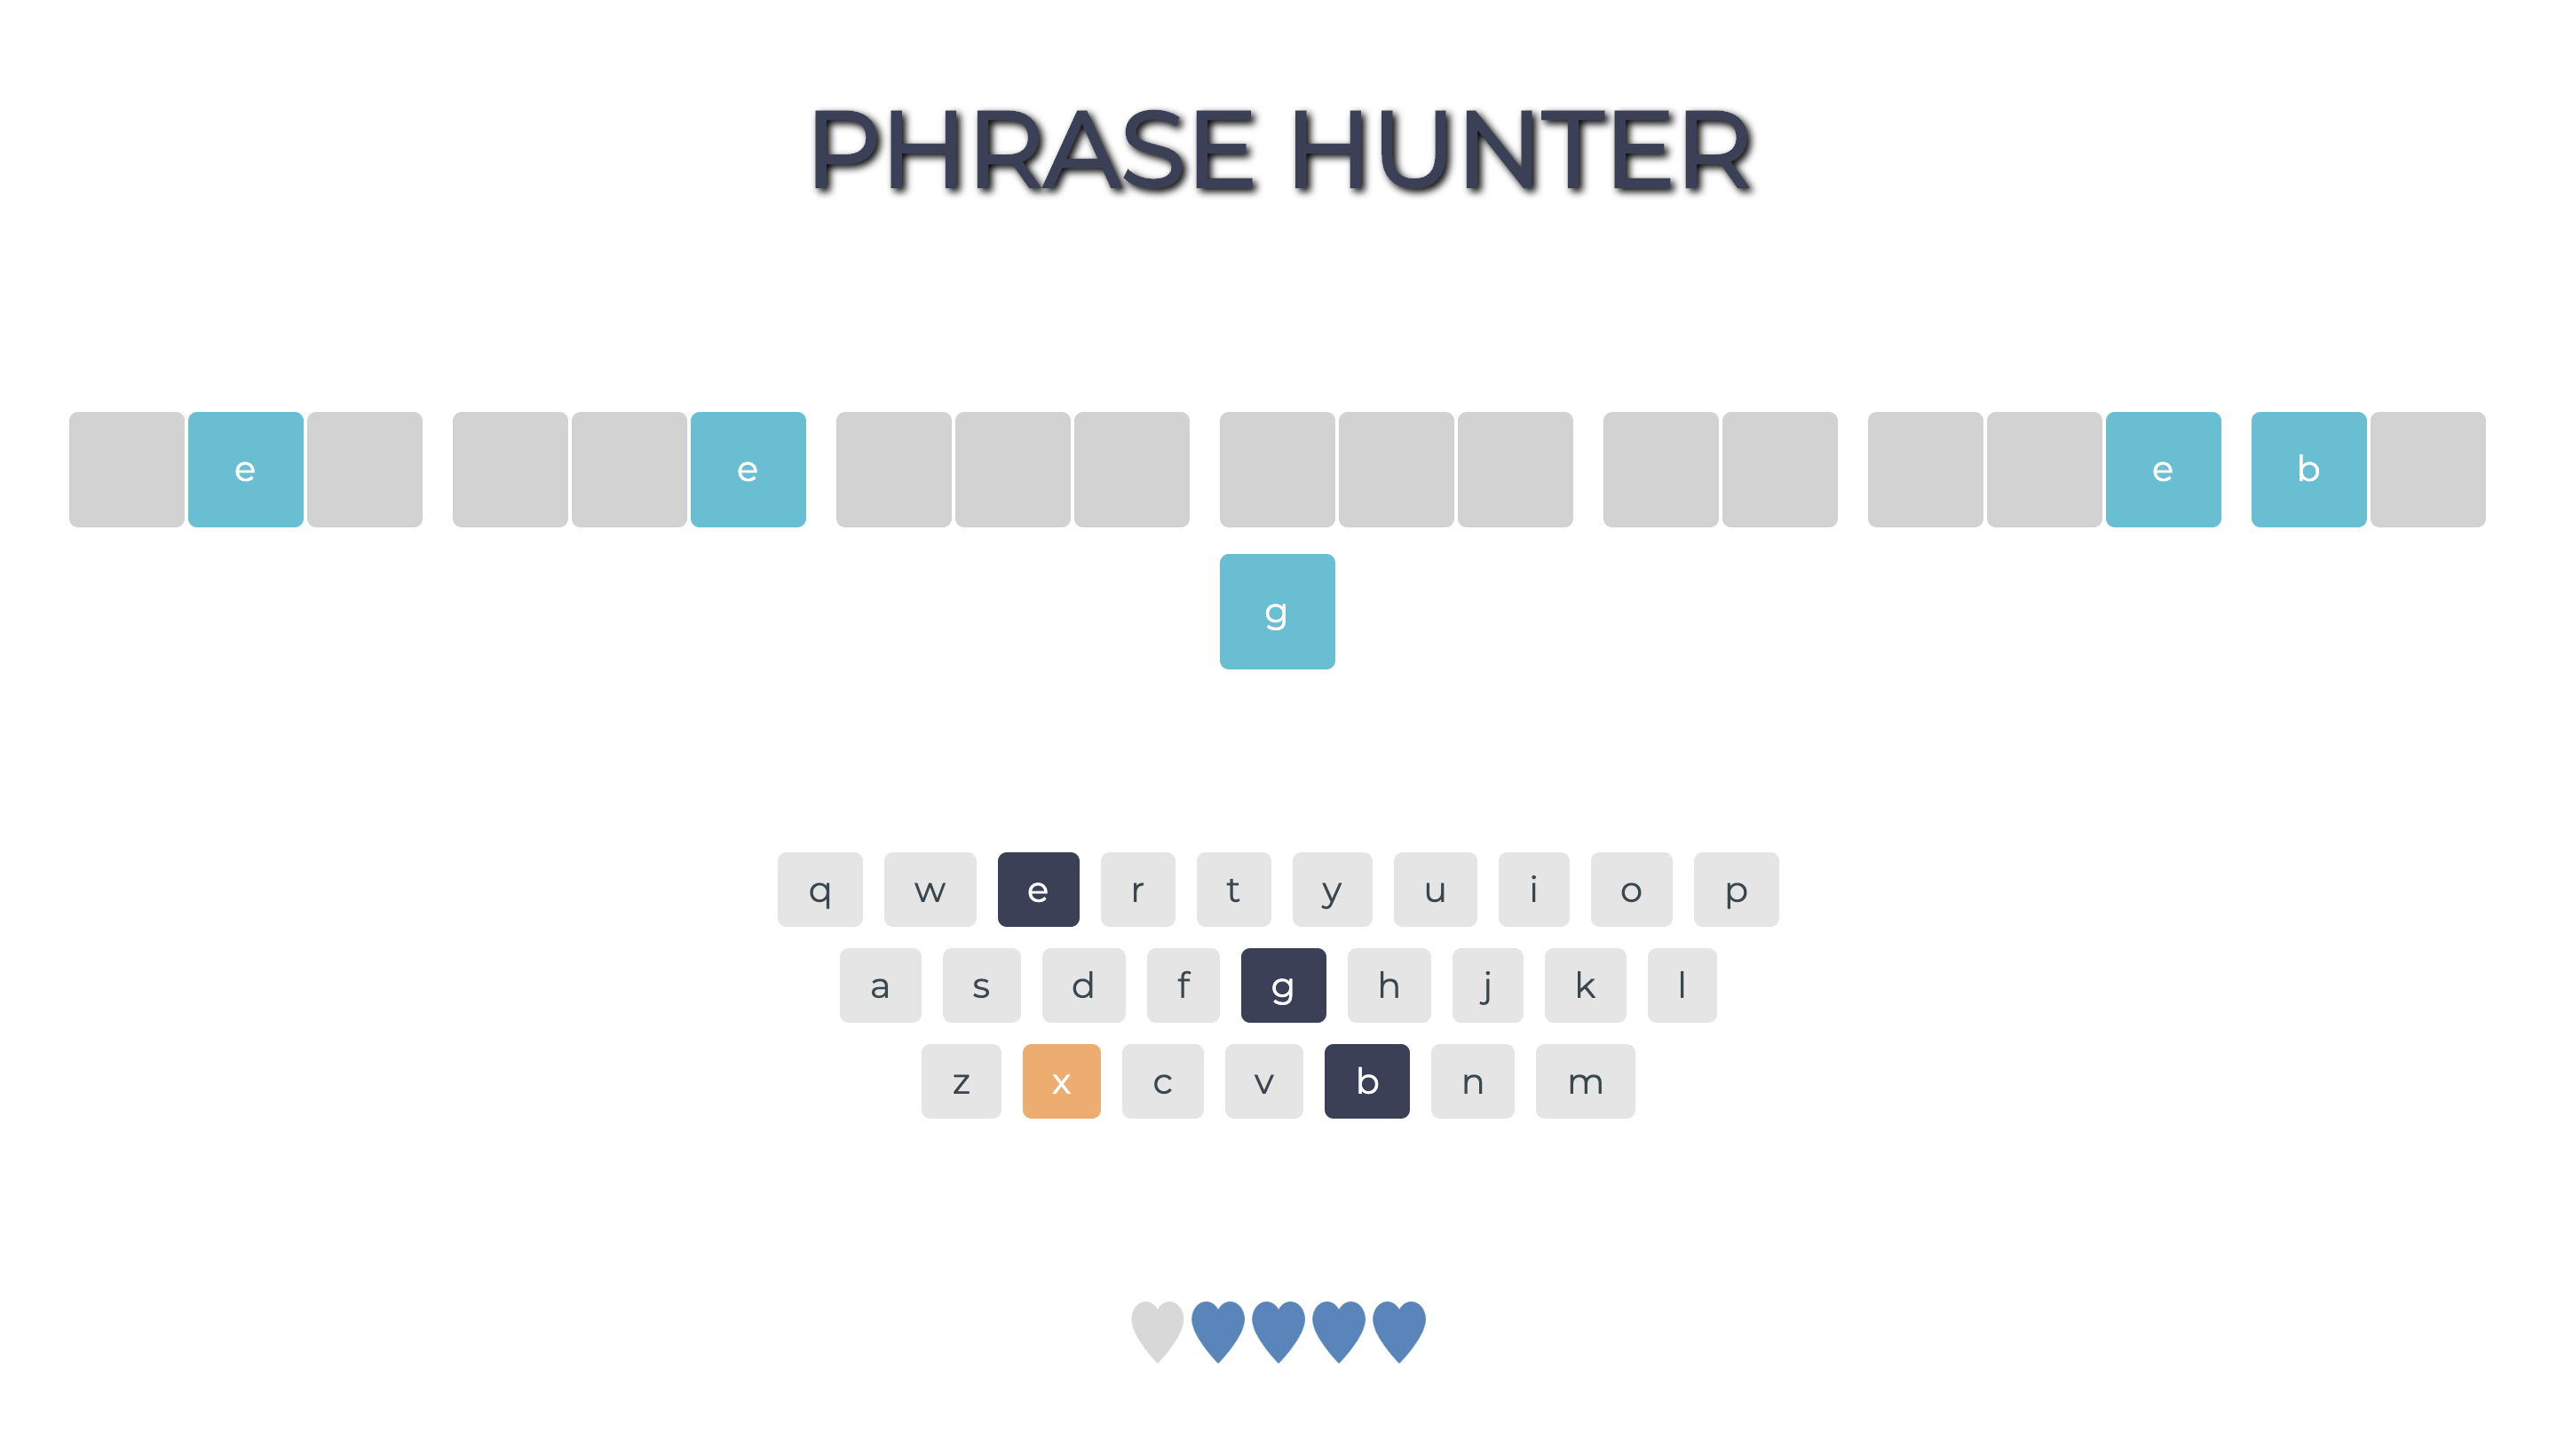 PHRASE HUNTER
e e e b
g
q w e r t y u i o p
a s d f g h j k l
z x c v b n m